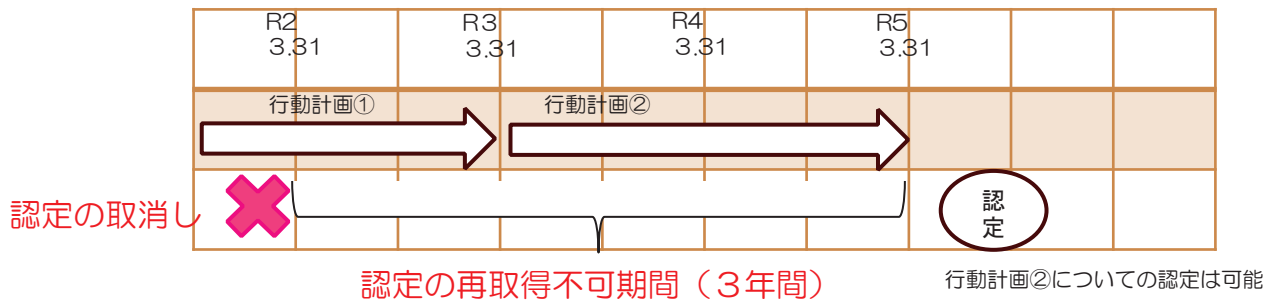 R2
3.31
R3
3.31
R4
3.31
R5
3.31
行動計画①
行動計画②
認定の取消し
認
定
認定の再取得不可期間（３年間）
行動計画②についての認定は可能